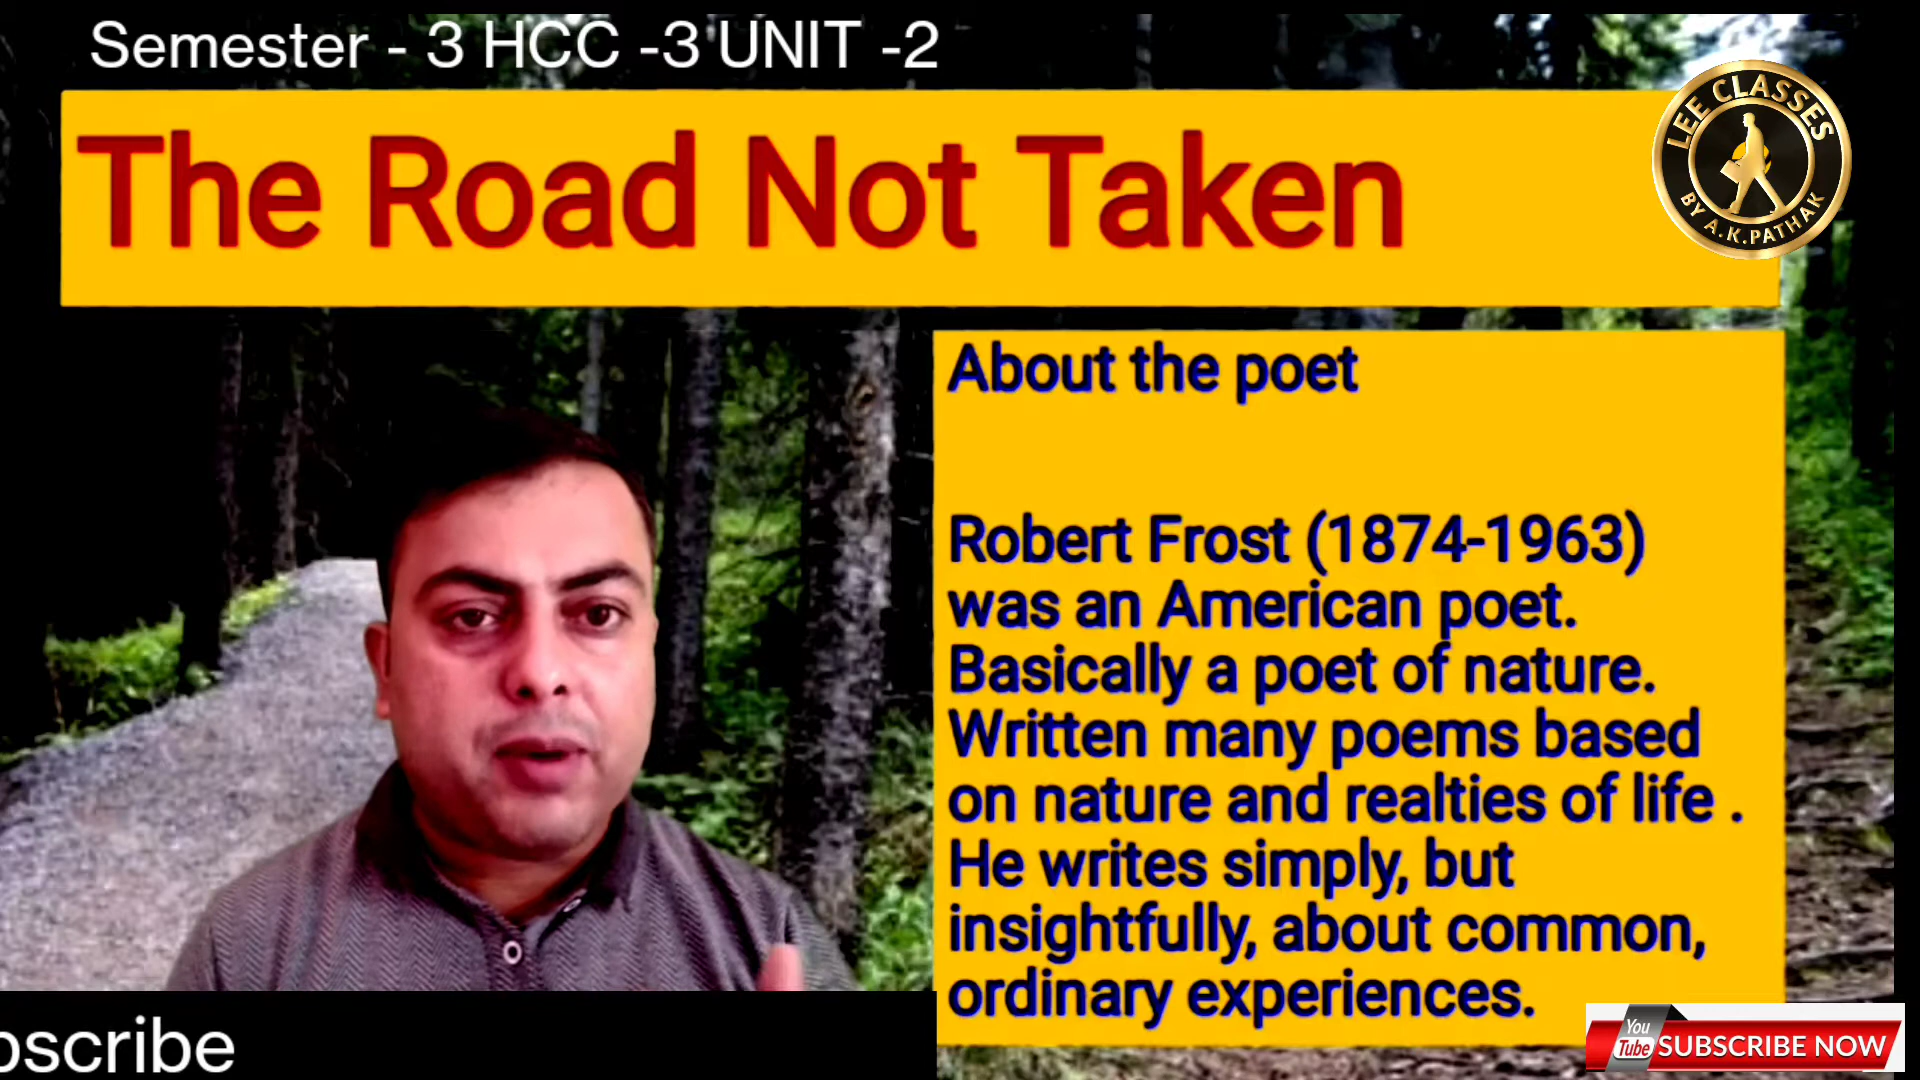 Semester - 3 HCC -3 UNIT -2
The Road Not Taken
LEE CLASSES
BY A.K.PATHAK
About the poet
Robert Frost (1874-1963)
was an American poet.
Basically a poet of nature.
Written many poems based
on nature and realties of life .
He writes simply, but
insightfully, about common,
ordinary experiences.
bscribe
You
Tube
SUBSCRIBE NOW